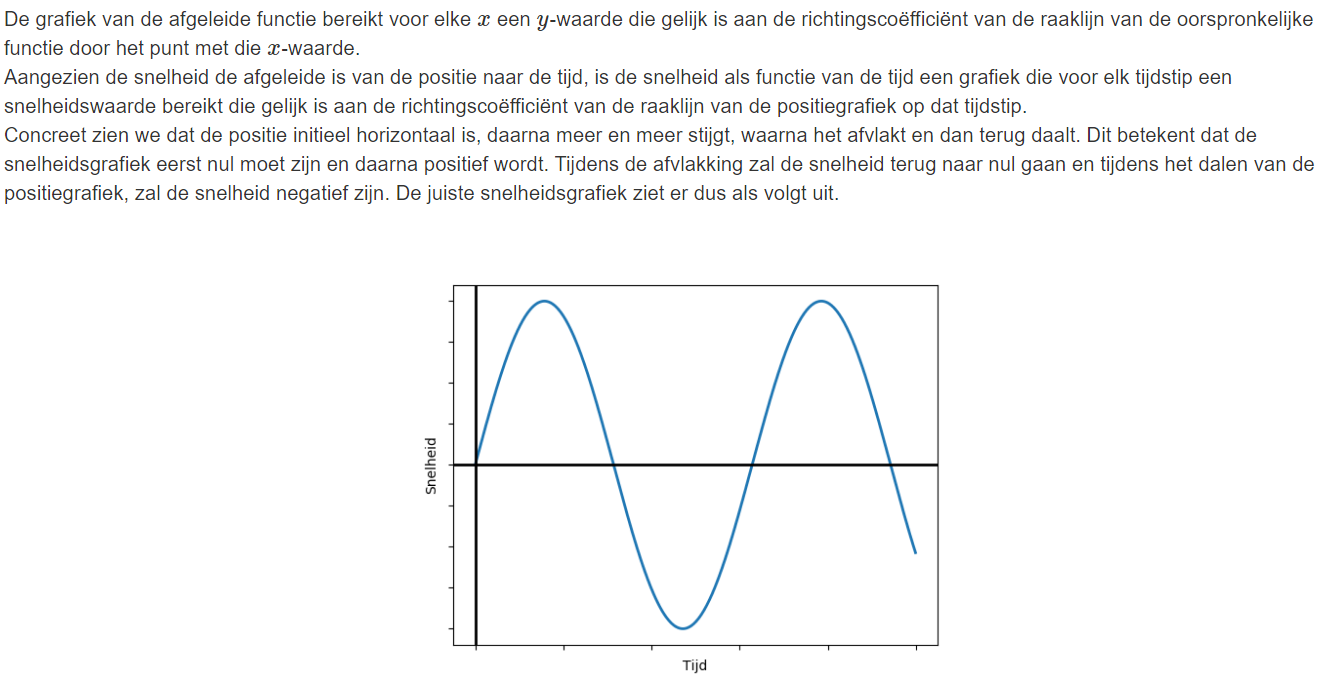 De grafiek van de afgeleide functie bereikt voor elke x een y-waarde die gelijk is aan de richtingscoëfficiënt van de raaklijn van de oorspronkelijke
functie door het punt met die x-waarde.
Aangezien de snelheid de afgeleide is van de positie naar de tijd, is de snelheid als functie van de tijd een grafiek die voor elk tijdstip een
snelheidswaarde bereikt die gelijk is aan de richtingscoëfficiënt van de raaklijn van de positiegrafiek op dat tijdstip.
Concreet zien we dat de positie initieel horizontaal is, daarna meer en meer stijgt, waarna het afvlakt en dan terug daalt. Dit betekent dat de
snelheidsgrafiek eerst nul moet zijn en daarna positief wordt. Tijdens de afvlakking zal de snelheid terug naar nul gaan en tijdens het dalen van de
positiegrafiek, zal de snelheid negatief zijn. De juiste snelheidsgrafiek ziet er dus als volgt uit.
Snelheid
Tijd